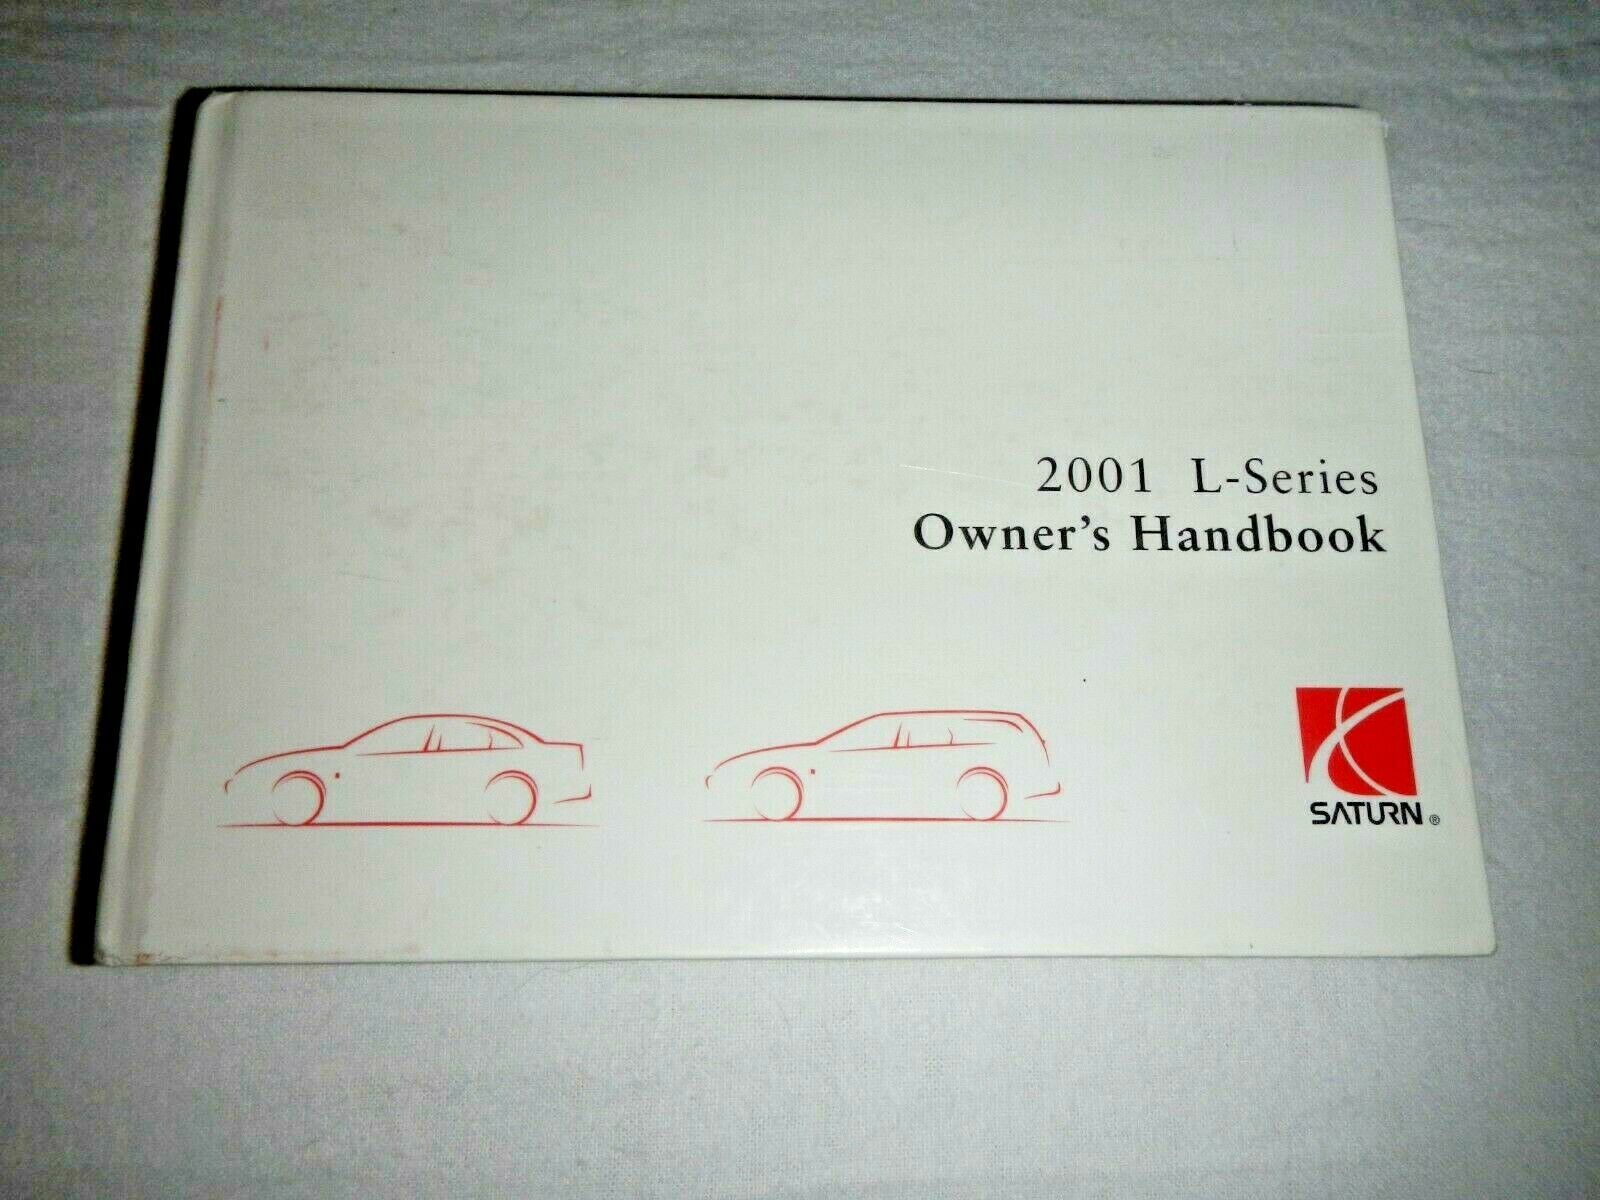 2001 L-Series
Owner's Handbook
SATURN®